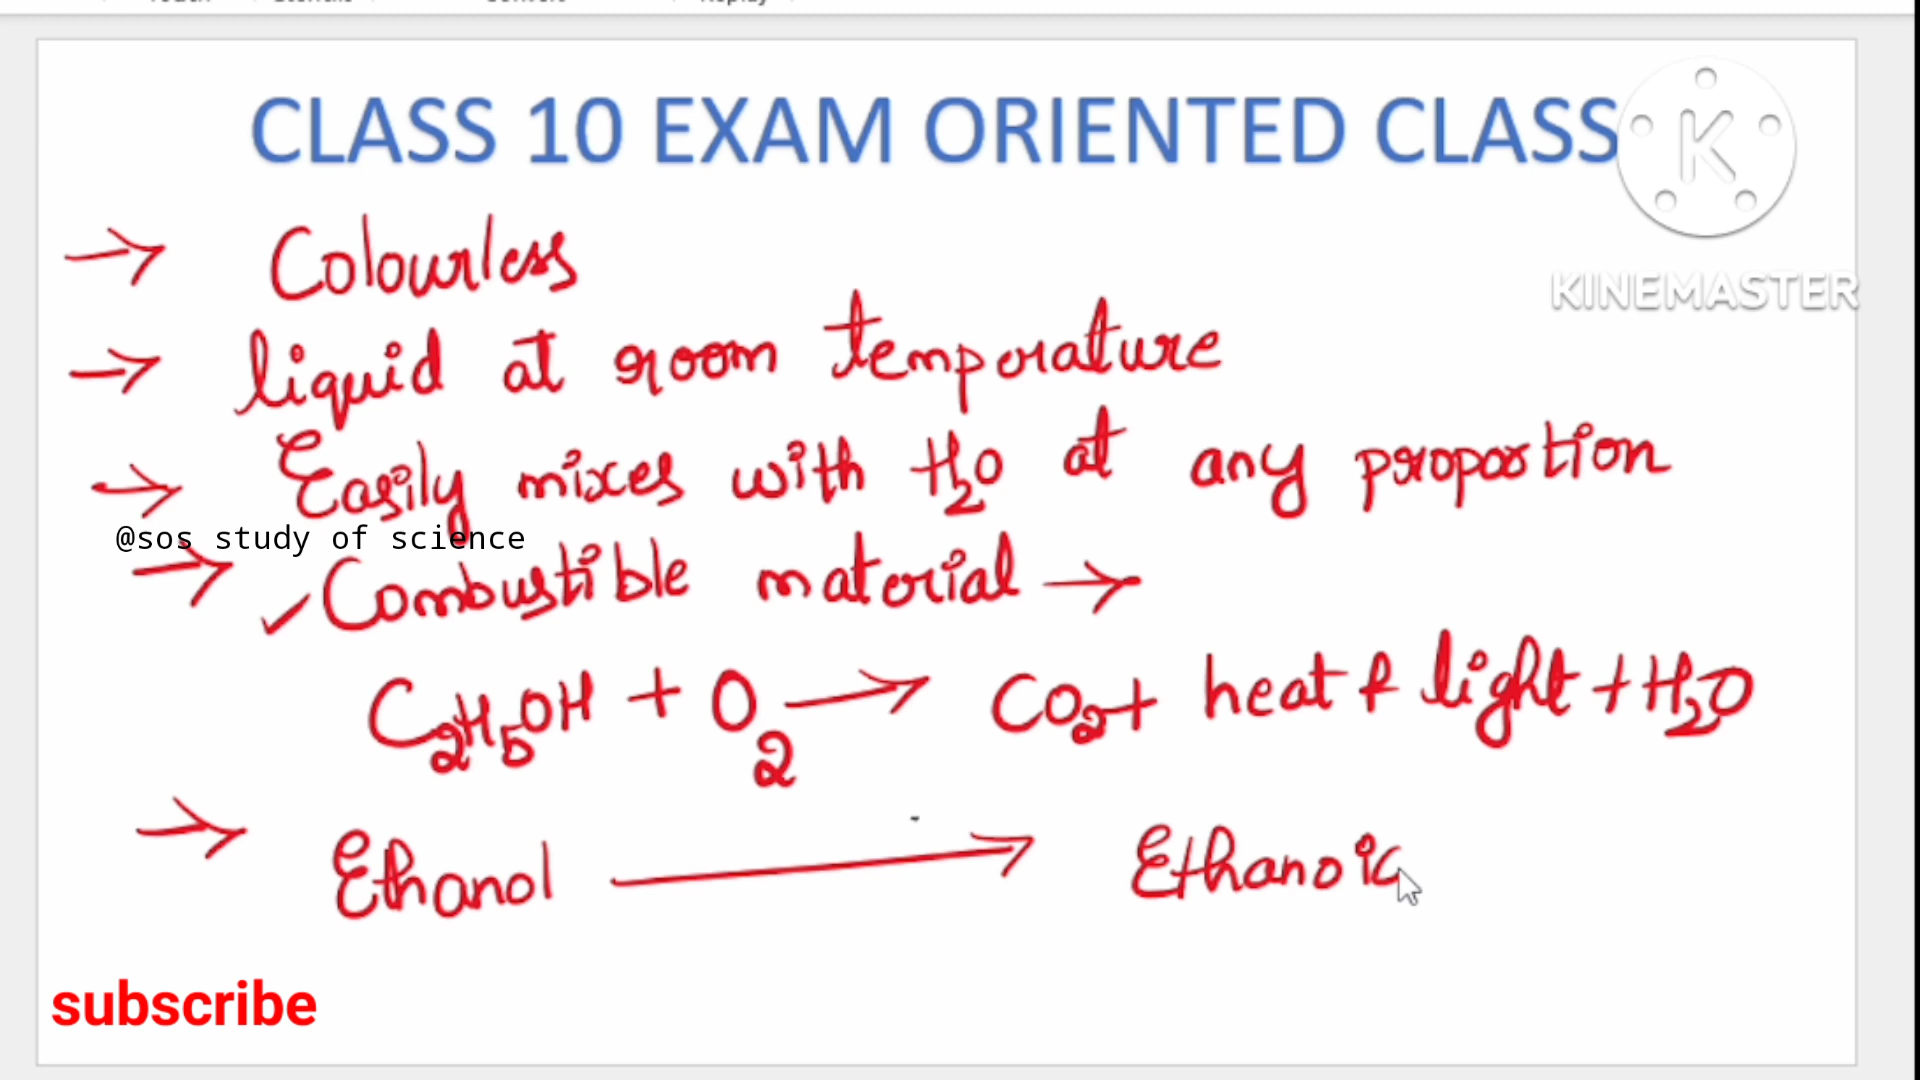 CLASS 10 EXAM ORIENTED CLASS
K
KINEMASTER
→ Colourless
→ liquid at room temperature
→ Easily mixes with H₂O at any proportion
@sos study of science
→ ✓Combustible material →
C₂H₅OH + O₂ → CO₂ + heat & light + H₂O
→ Ethanol → Ethanoic
subscribe